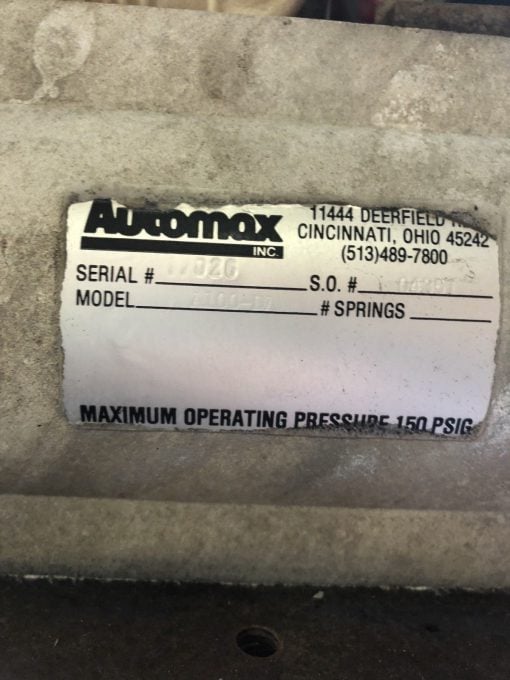 Automax
INC.
11444 DEERFIELD
CINCINNATI, OHIO 45242
(513)489-7800
SERIAL #
S.O. #
MODEL
# SPRINGS
MAXIMUM OPERATING PRESSURE 150 PSIG